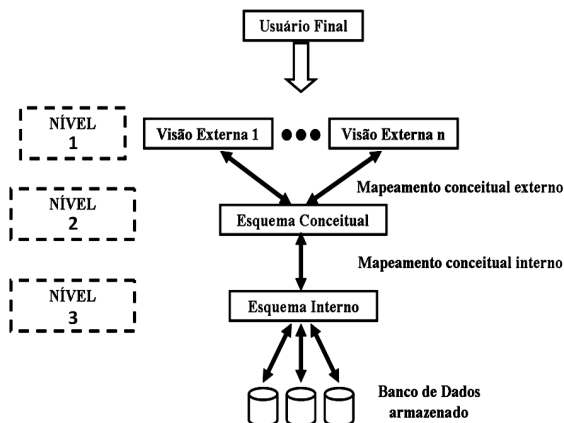 Usuário Final
NÍVEL
1
Visão Externa 1
Visão Externa n
Mapeamento conceitual externo
NÍVEL
2
Esquema Conceitual
Mapeamento conceitual interno
NÍVEL
3
Esquema Interno
Banco de Dados
armazenado